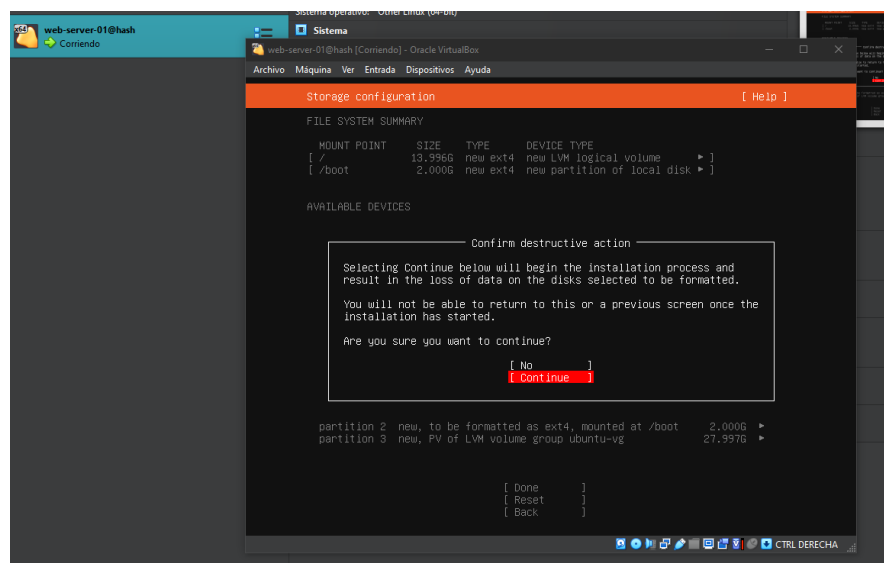 Sistema operativo: Other Linux (64-bit)
web-server-01@hash
Corriendo
Sistema
web-server-01@hash [Corriendo] - Oracle VirtualBox
Archivo Máquina Ver Entrada Dispositivos Ayuda
Storage configuration [ Help ]
FILE SYSTEM SUMMARY
MOUNT POINT SIZE TYPE DEVICE TYPE
[ / 13.996G new ext4 new LVM logical volume ▸ ]
[ /boot 2.000G new ext4 new partition of local disk ▸ ]
AVAILABLE DEVICES
Confirm destructive action
Selecting Continue below will begin the installation process and
result in the loss of data on the disks selected to be formatted.
You will not be able to return to this or a previous screen once the
installation has started.
Are you sure you want to continue?
[ No ]
[ Continue ]
partition 2 new, to be formatted as ext4, mounted at /boot 2.000G ▸
partition 3 new, PV of LVM volume group ubuntu-vg 27.997G ▸
[ Done ]
[ Reset ]
[ Back ]
CTRL DERECHA